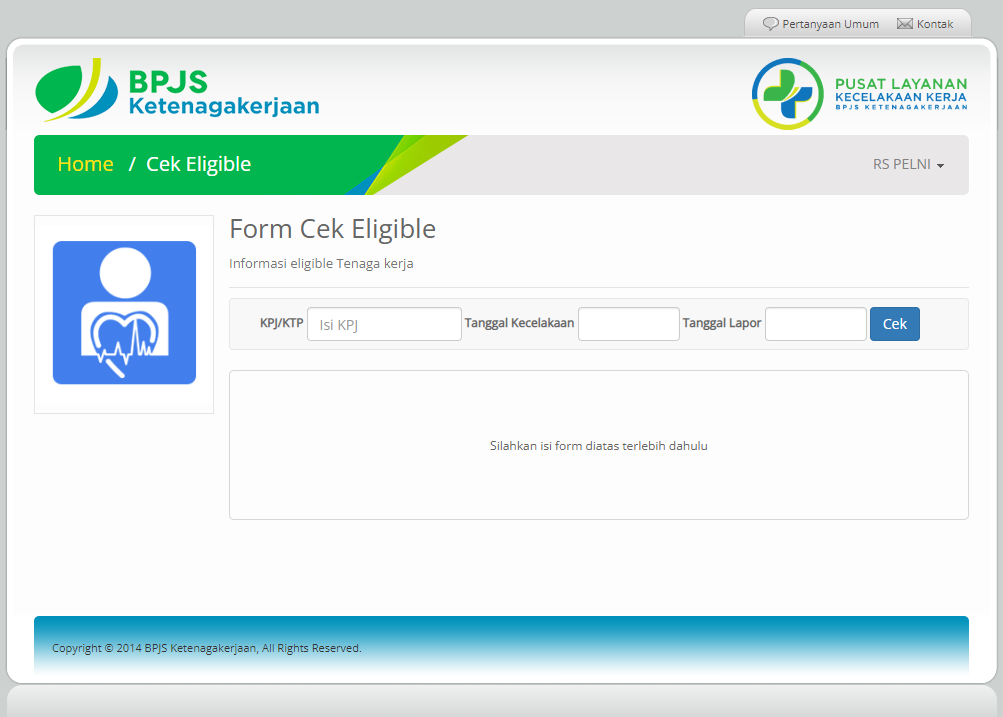 Pertanyaan Umum Kontak
BPJS
Ketenagakerjaan
PUSAT LAYANAN
KECELAKAAN KERJA
BPJS KETENAGAKERJAAN
Home / Cek Eligible
RS PELNI
Form Cek Eligible
Informasi eligible Tenaga kerja
KPJ/KTP Isi KPJ Tanggal Kecelakaan Tanggal Lapor Cek
Silahkan isi form diatas terlebih dahulu
Copyright © 2014 BPJS Ketenagakerjaan, All Rights Reserved.